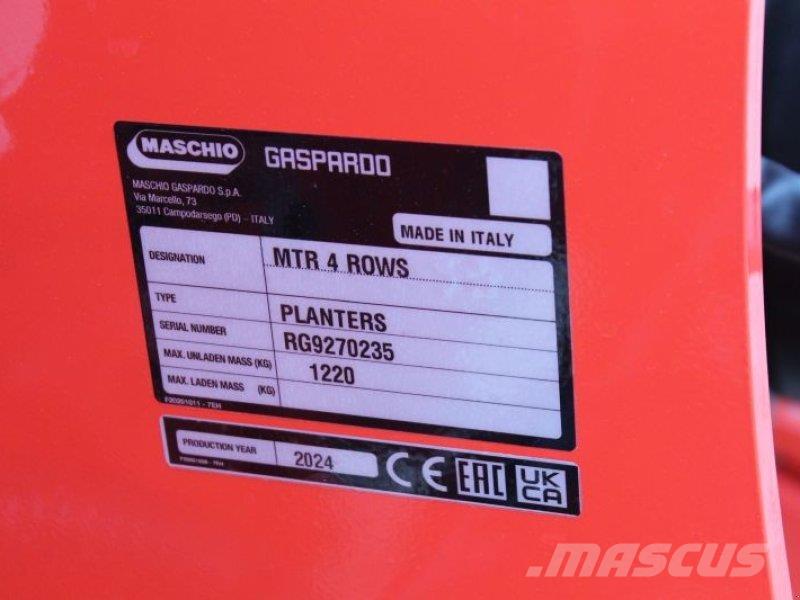 MASCHIO GASPARDO
MASCHIO GASPARDO S.p.A.
Via Marcello, 73
35011 Campodarsego (PD) – ITALY
MADE IN ITALY
DESIGNATION MTR 4 ROWS
TYPE PLANTERS
SERIAL NUMBER RG9270235
MAX. UNLADEN MASS (KG) 1220
MAX. LADEN MASS (KG)
F20201011 - 7EH
PRODUCTION YEAR 2024 CE EAC UK CA
MASCUS